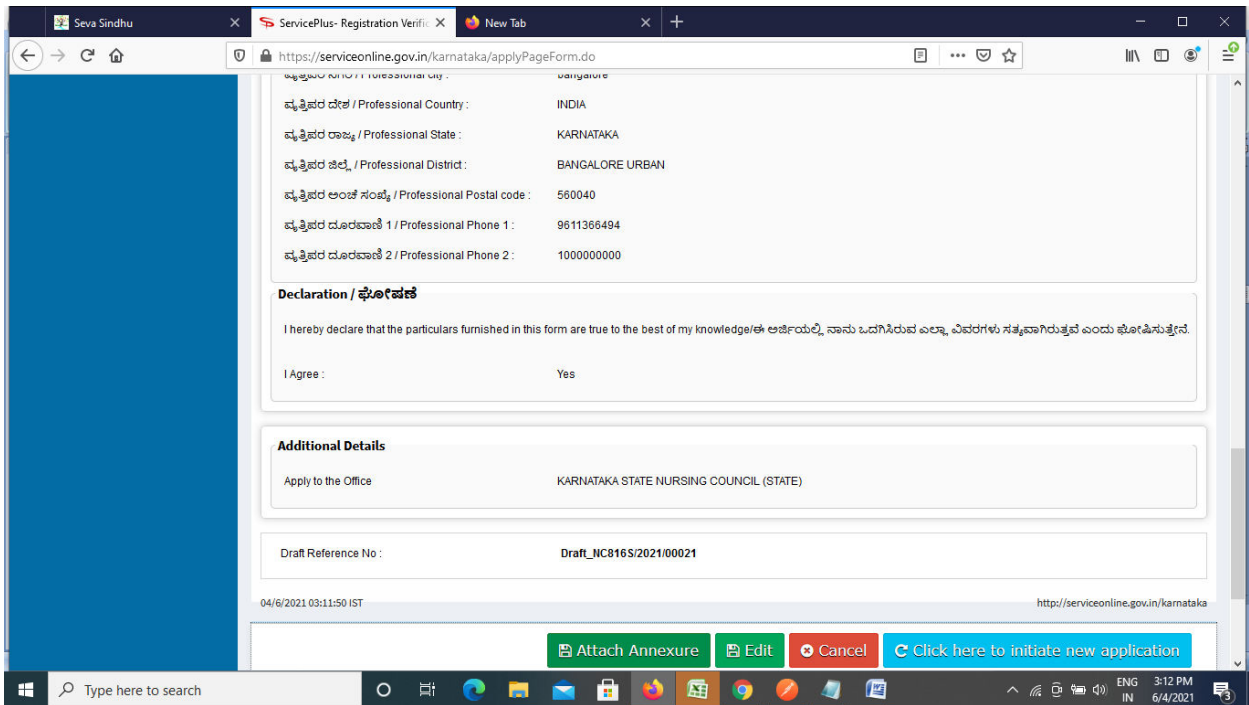 Seva Sindhu
ServicePlus- Registration Verific
New Tab
https://serviceonline.gov.in/karnataka/applyPageForm.do
bangalore
ವೃತ್ತಿಪರ ದೇಶ / Professional Country : INDIA
ವೃತ್ತಿಪರ ರಾಜ್ಯ / Professional State : KARNATAKA
ವೃತ್ತಿಪರ ಜಿಲ್ಲೆ / Professional District : BANGALORE URBAN
ವೃತ್ತಿಪರ ಅಂಚೆ ಸಂಖ್ಯೆ / Professional Postal code : 560040
ವೃತ್ತಿಪರ ದೂರವಾಣಿ 1 / Professional Phone 1 : 9611366494
ವೃತ್ತಿಪರ ದೂರವಾಣಿ 2 / Professional Phone 2 : 1000000000
Declaration / ಘೋಷಣೆ
I hereby declare that the particulars furnished in this form are true to the best of my knowledge/ಈ ಅರ್ಜಿಯಲ್ಲಿ ನಾನು ಒದಗಿಸಿರುವ ಎಲ್ಲಾ ವಿವರಗಳು ಸತ್ಯವಾಗಿರುತ್ತವೆ ಎಂದು ಘೋಷಿಸುತ್ತೇನೆ.
I Agree : Yes
Additional Details
Apply to the Office KARNATAKA STATE NURSING COUNCIL (STATE)
Draft Reference No : Draft_NC816S/2021/00021
04/6/2021 03:11:50 IST http://serviceonline.gov.in/karnataka
Attach Annexure Edit Cancel Click here to initiate new application
Type here to search
ENG 3:12 PM
IN 6/4/2021
3